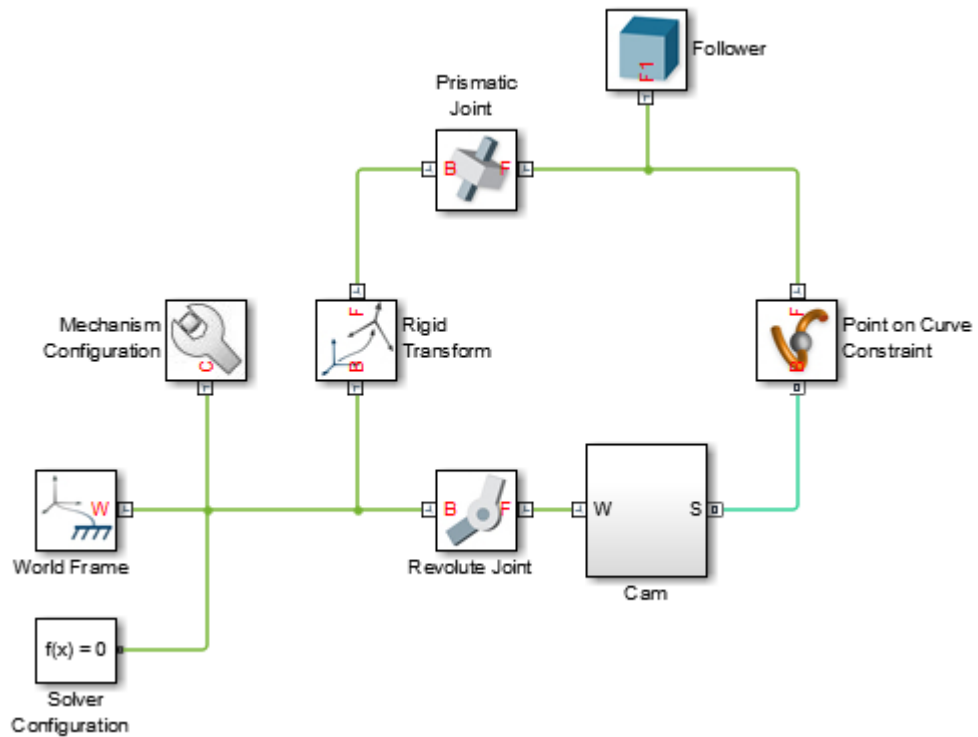 Follower
F1
Prismatic
Joint
B
F
F
Mechanism
Configuration
C
Rigid
Transform
B
F
Point on Curve
Constraint
B
World Frame
W
Revolute Joint
B
F
W
S
Cam
f(x) = 0
Solver
Configuration